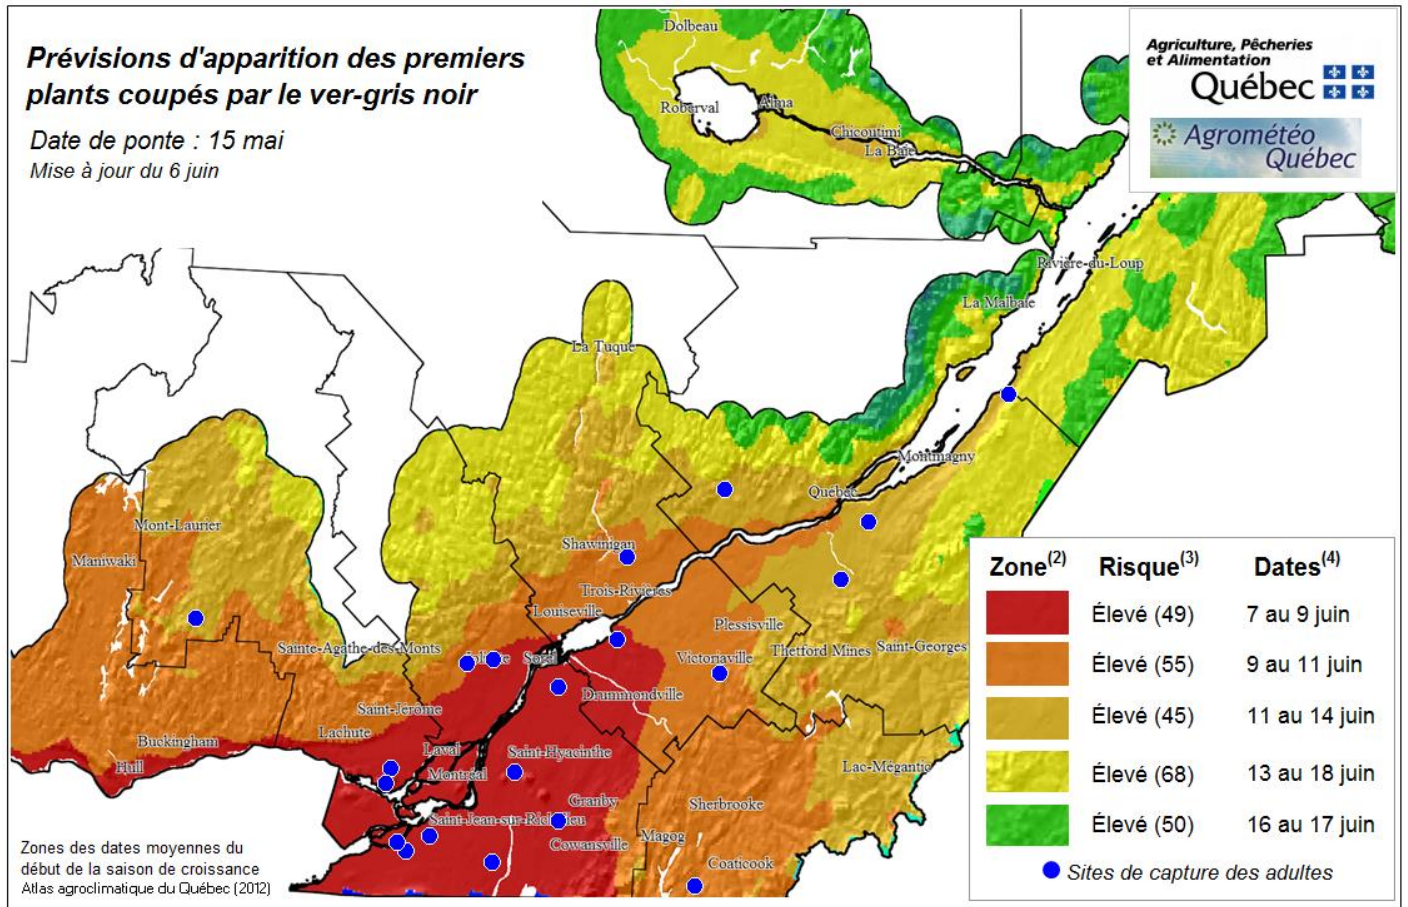 Prévisions d'apparition des premiers
plants coupés par le ver-gris noir
Date de ponte : 15 mai
Mise à jour du 6 juin
Agriculture, Pêcheries
et Alimentation
Québec
Agrométéo
Québec
Dolbeau
Roberval
Alma
Chicoutimi
La Baie
Rivière-du-Loup
La Malbaie
La Tuque
Montmagny
Québec
Mont-Laurier
Maniwaki
Shawinigan
Trois-Rivières
Louiseville
Plessisville
Sainte-Agathe-des-Monts
Joliette
Sorel
Victoriaville
Thetford Mines
Saint-Georges
Drummondville
Saint-Jérôme
Lachute
Buckingham
Hull
Laval
Montréal
Saint-Hyacinthe
Lac-Mégantic
Granby
Sherbrooke
Saint-Jean-sur-Richelieu
Magog
Cowansville
Coaticook
Zone(2) Risque(3) Dates(4)
Élevé (49) 7 au 9 juin
Élevé (55) 9 au 11 juin
Élevé (45) 11 au 14 juin
Élevé (68) 13 au 18 juin
Élevé (50) 16 au 17 juin
Sites de capture des adultes
Zones des dates moyennes du
début de la saison de croissance
Atlas agroclimatique du Québec (2012)